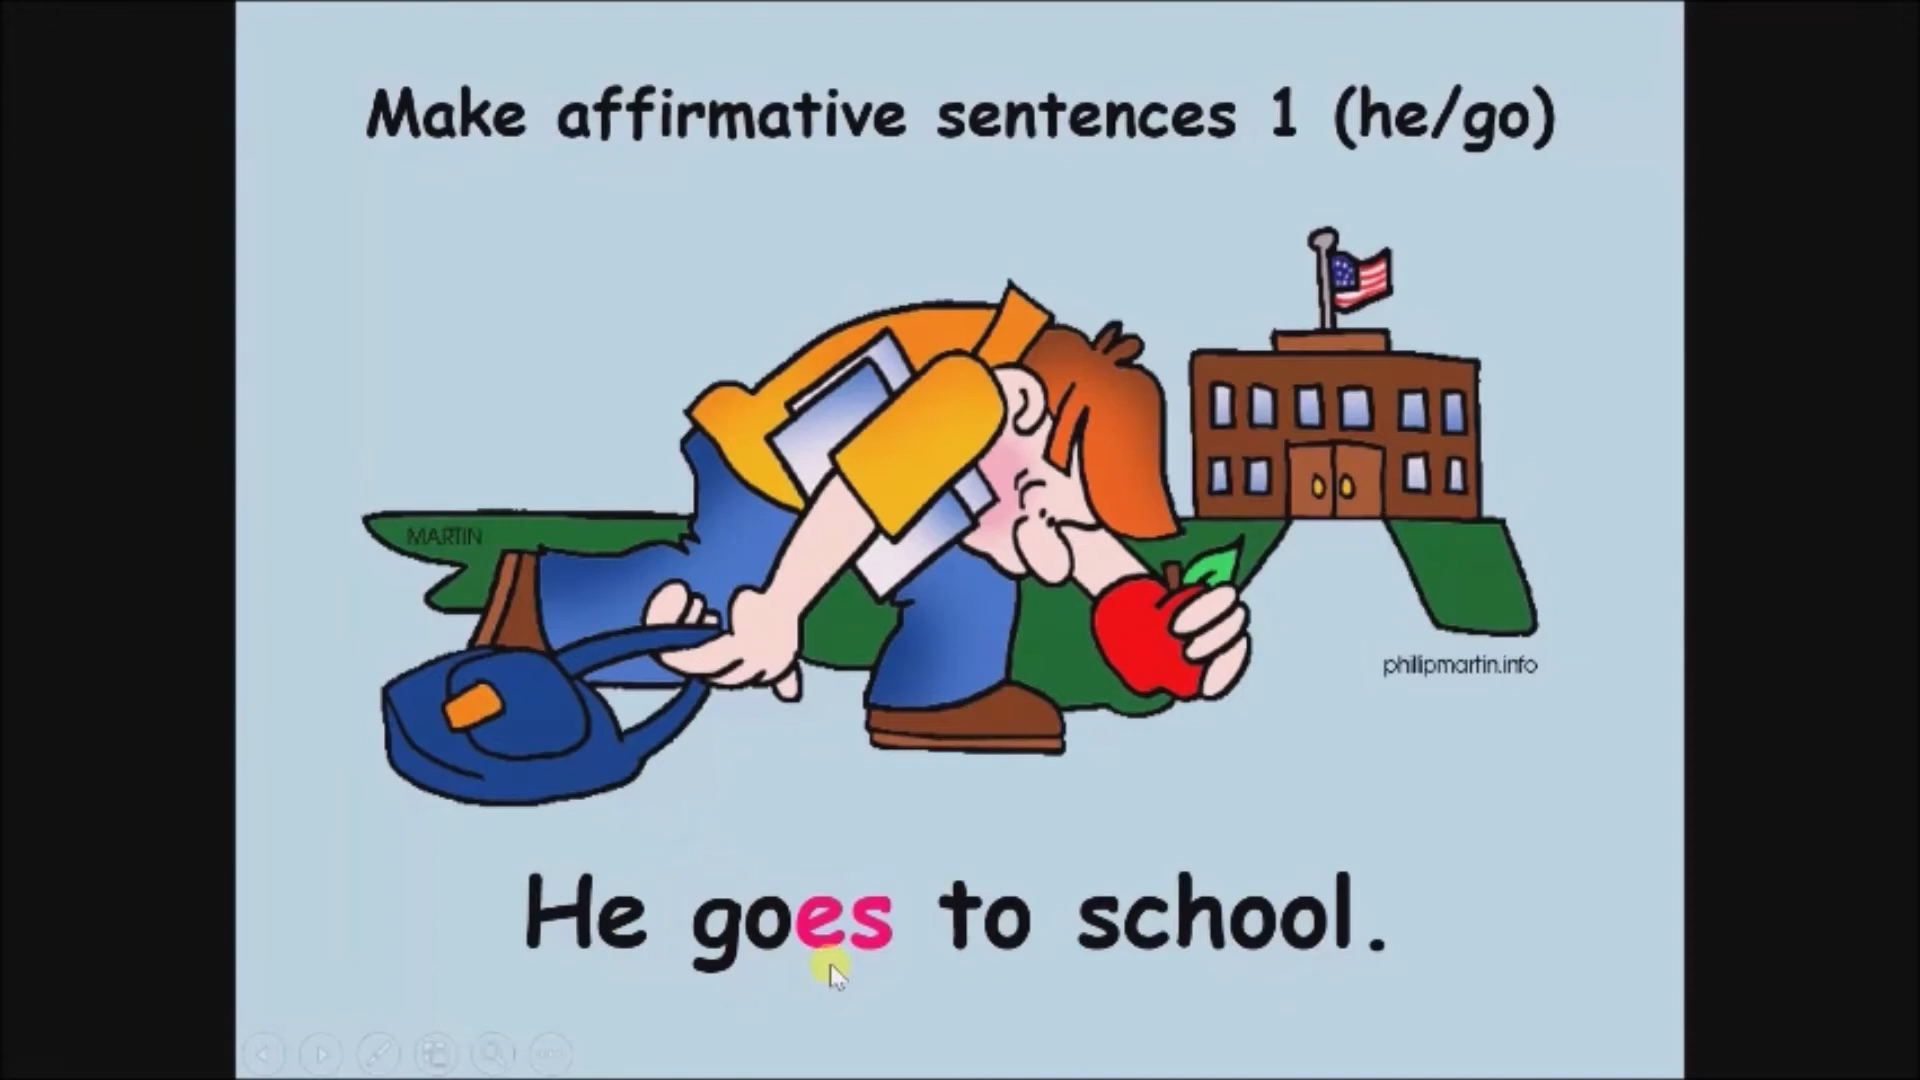 Make affirmative sentences 1 (he/go)
MARTIN
philipmartin.info
He goes to school.